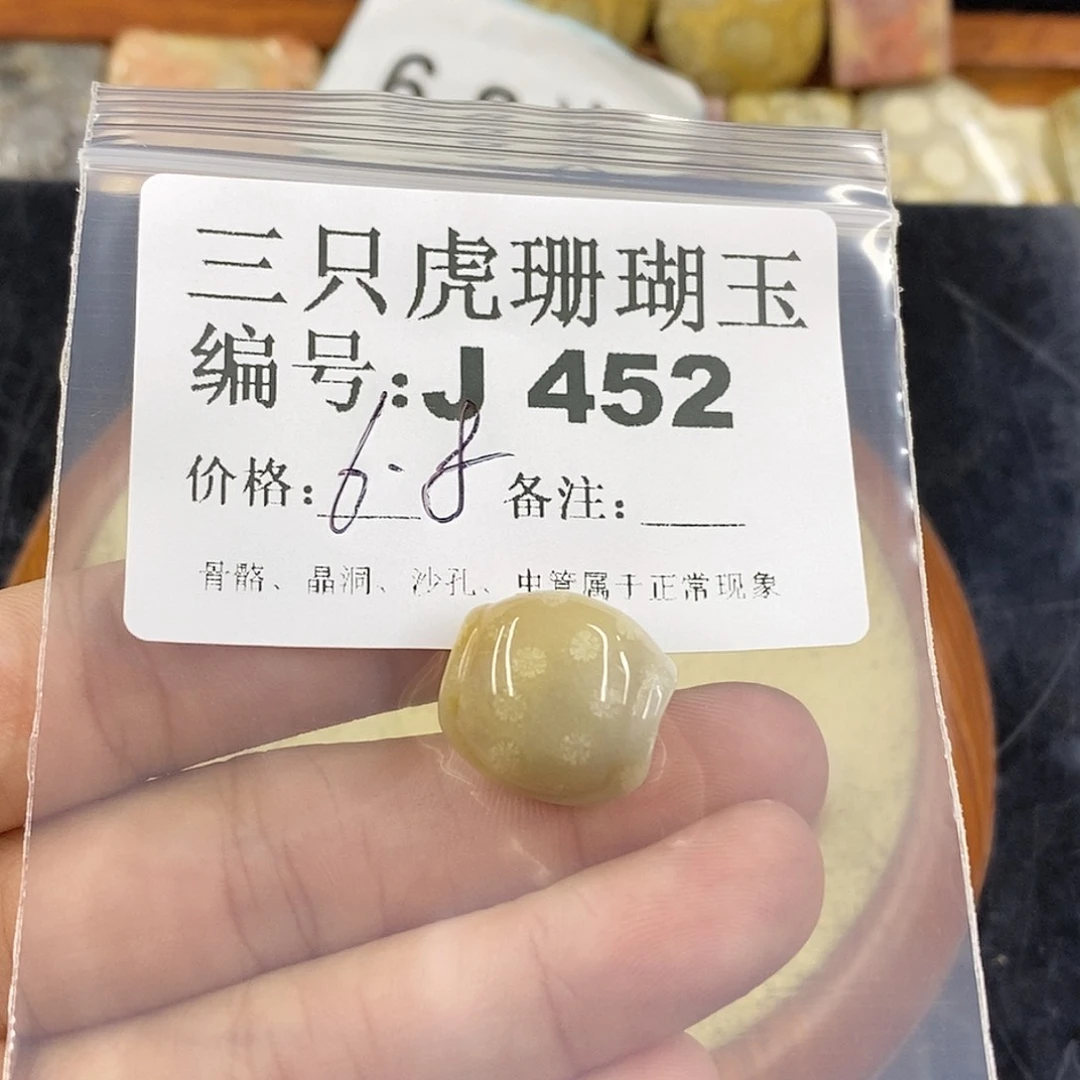 三只虎珊瑚玉
编号:J 452
价格: 6.8 备注:
骨骼、晶洞、沙孔、中管属于正常现象